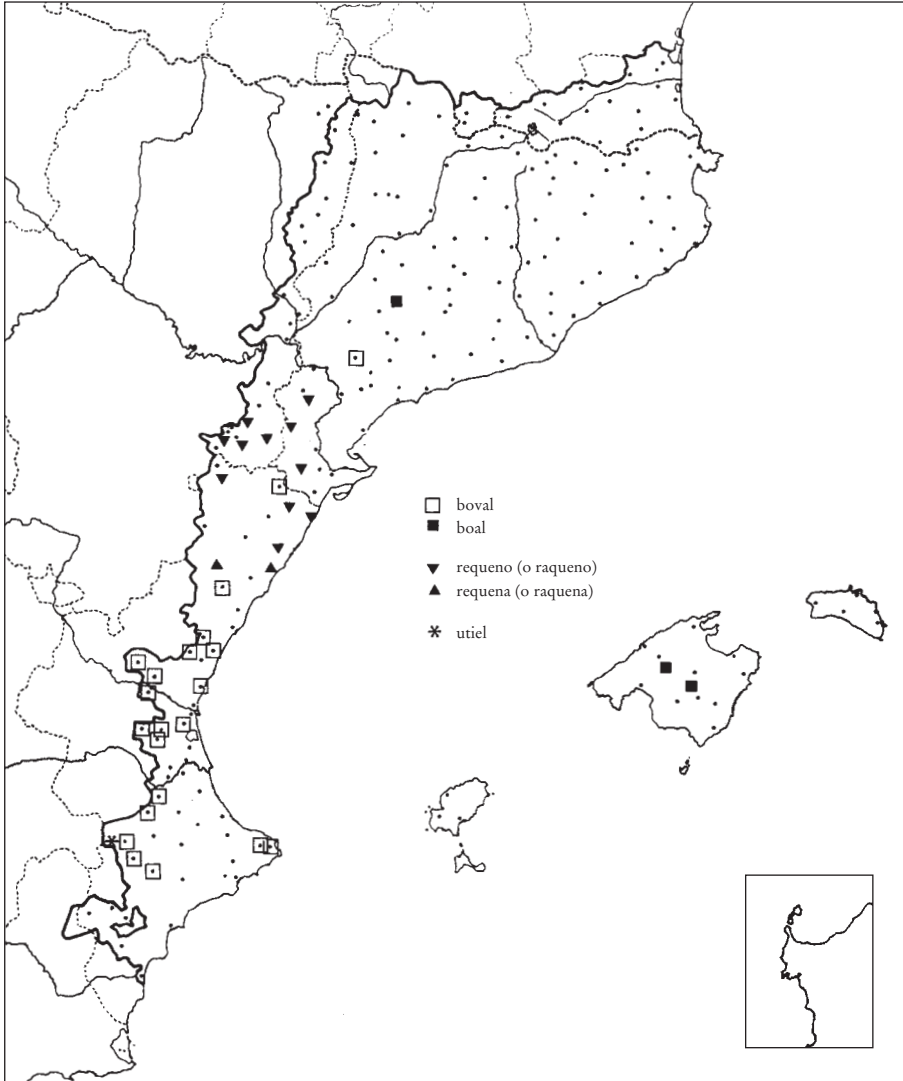 boval
boal
requeno (o raqueno)
requena (o raquena)
utiel